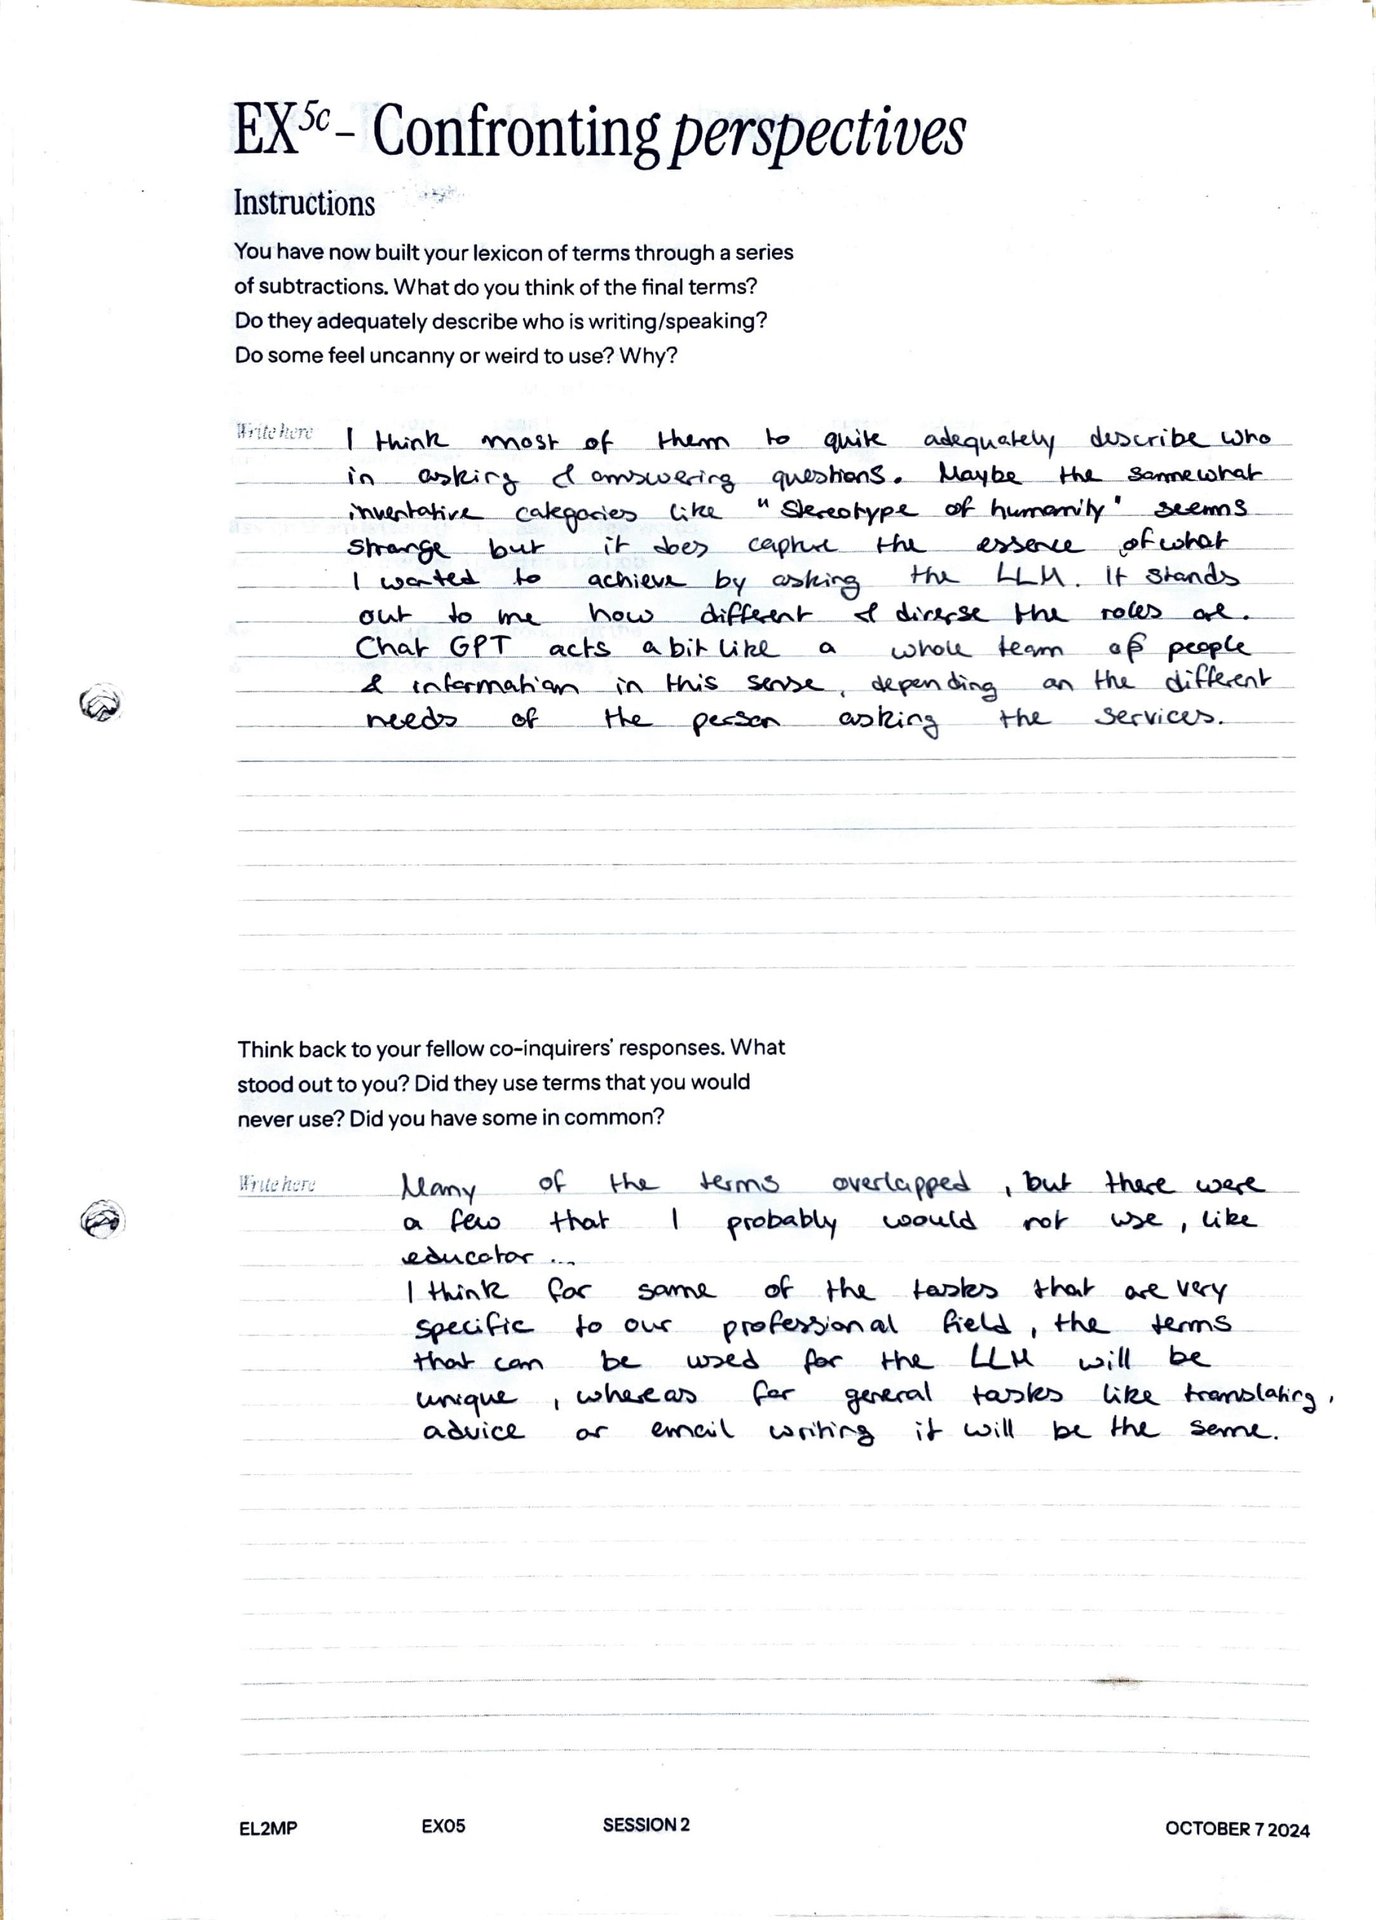 EX5c – Confronting perspectives
Instructions
You have now built your lexicon of terms through a series
of subtractions. What do you think of the final terms?
Do they adequately describe who is writing/speaking?
Do some feel uncanny or weird to use? Why?
Write here
I think most of them to quite adequately describe who
in asking & answering questions. Maybe the sommewhat
inventative categories like "Stereotype of humanity" seems
strange but it does capture the essence of what
I wanted to achieve by asking the LLM. It stands
out to me how different & diverse the roles are.
Chat GPT acts a bit like a whole team of people
& information in this sense, depending on the different
needs of the person asking the services.
Think back to your fellow co-inquirers' responses. What
stood out to you? Did they use terms that you would
never use? Did you have some in common?
Write here
Many of the terms overlapped, but there were
a few that I probably would not use, like
educator...
I think for some of the tasks that are very
specific to our professional field, the terms
that can be used for the LLM will be
unique, whereas for general tasks like translating,
advice or email writing it will be the same.
EL2MP EX05 SESSION 2 OCTOBER 7 2024